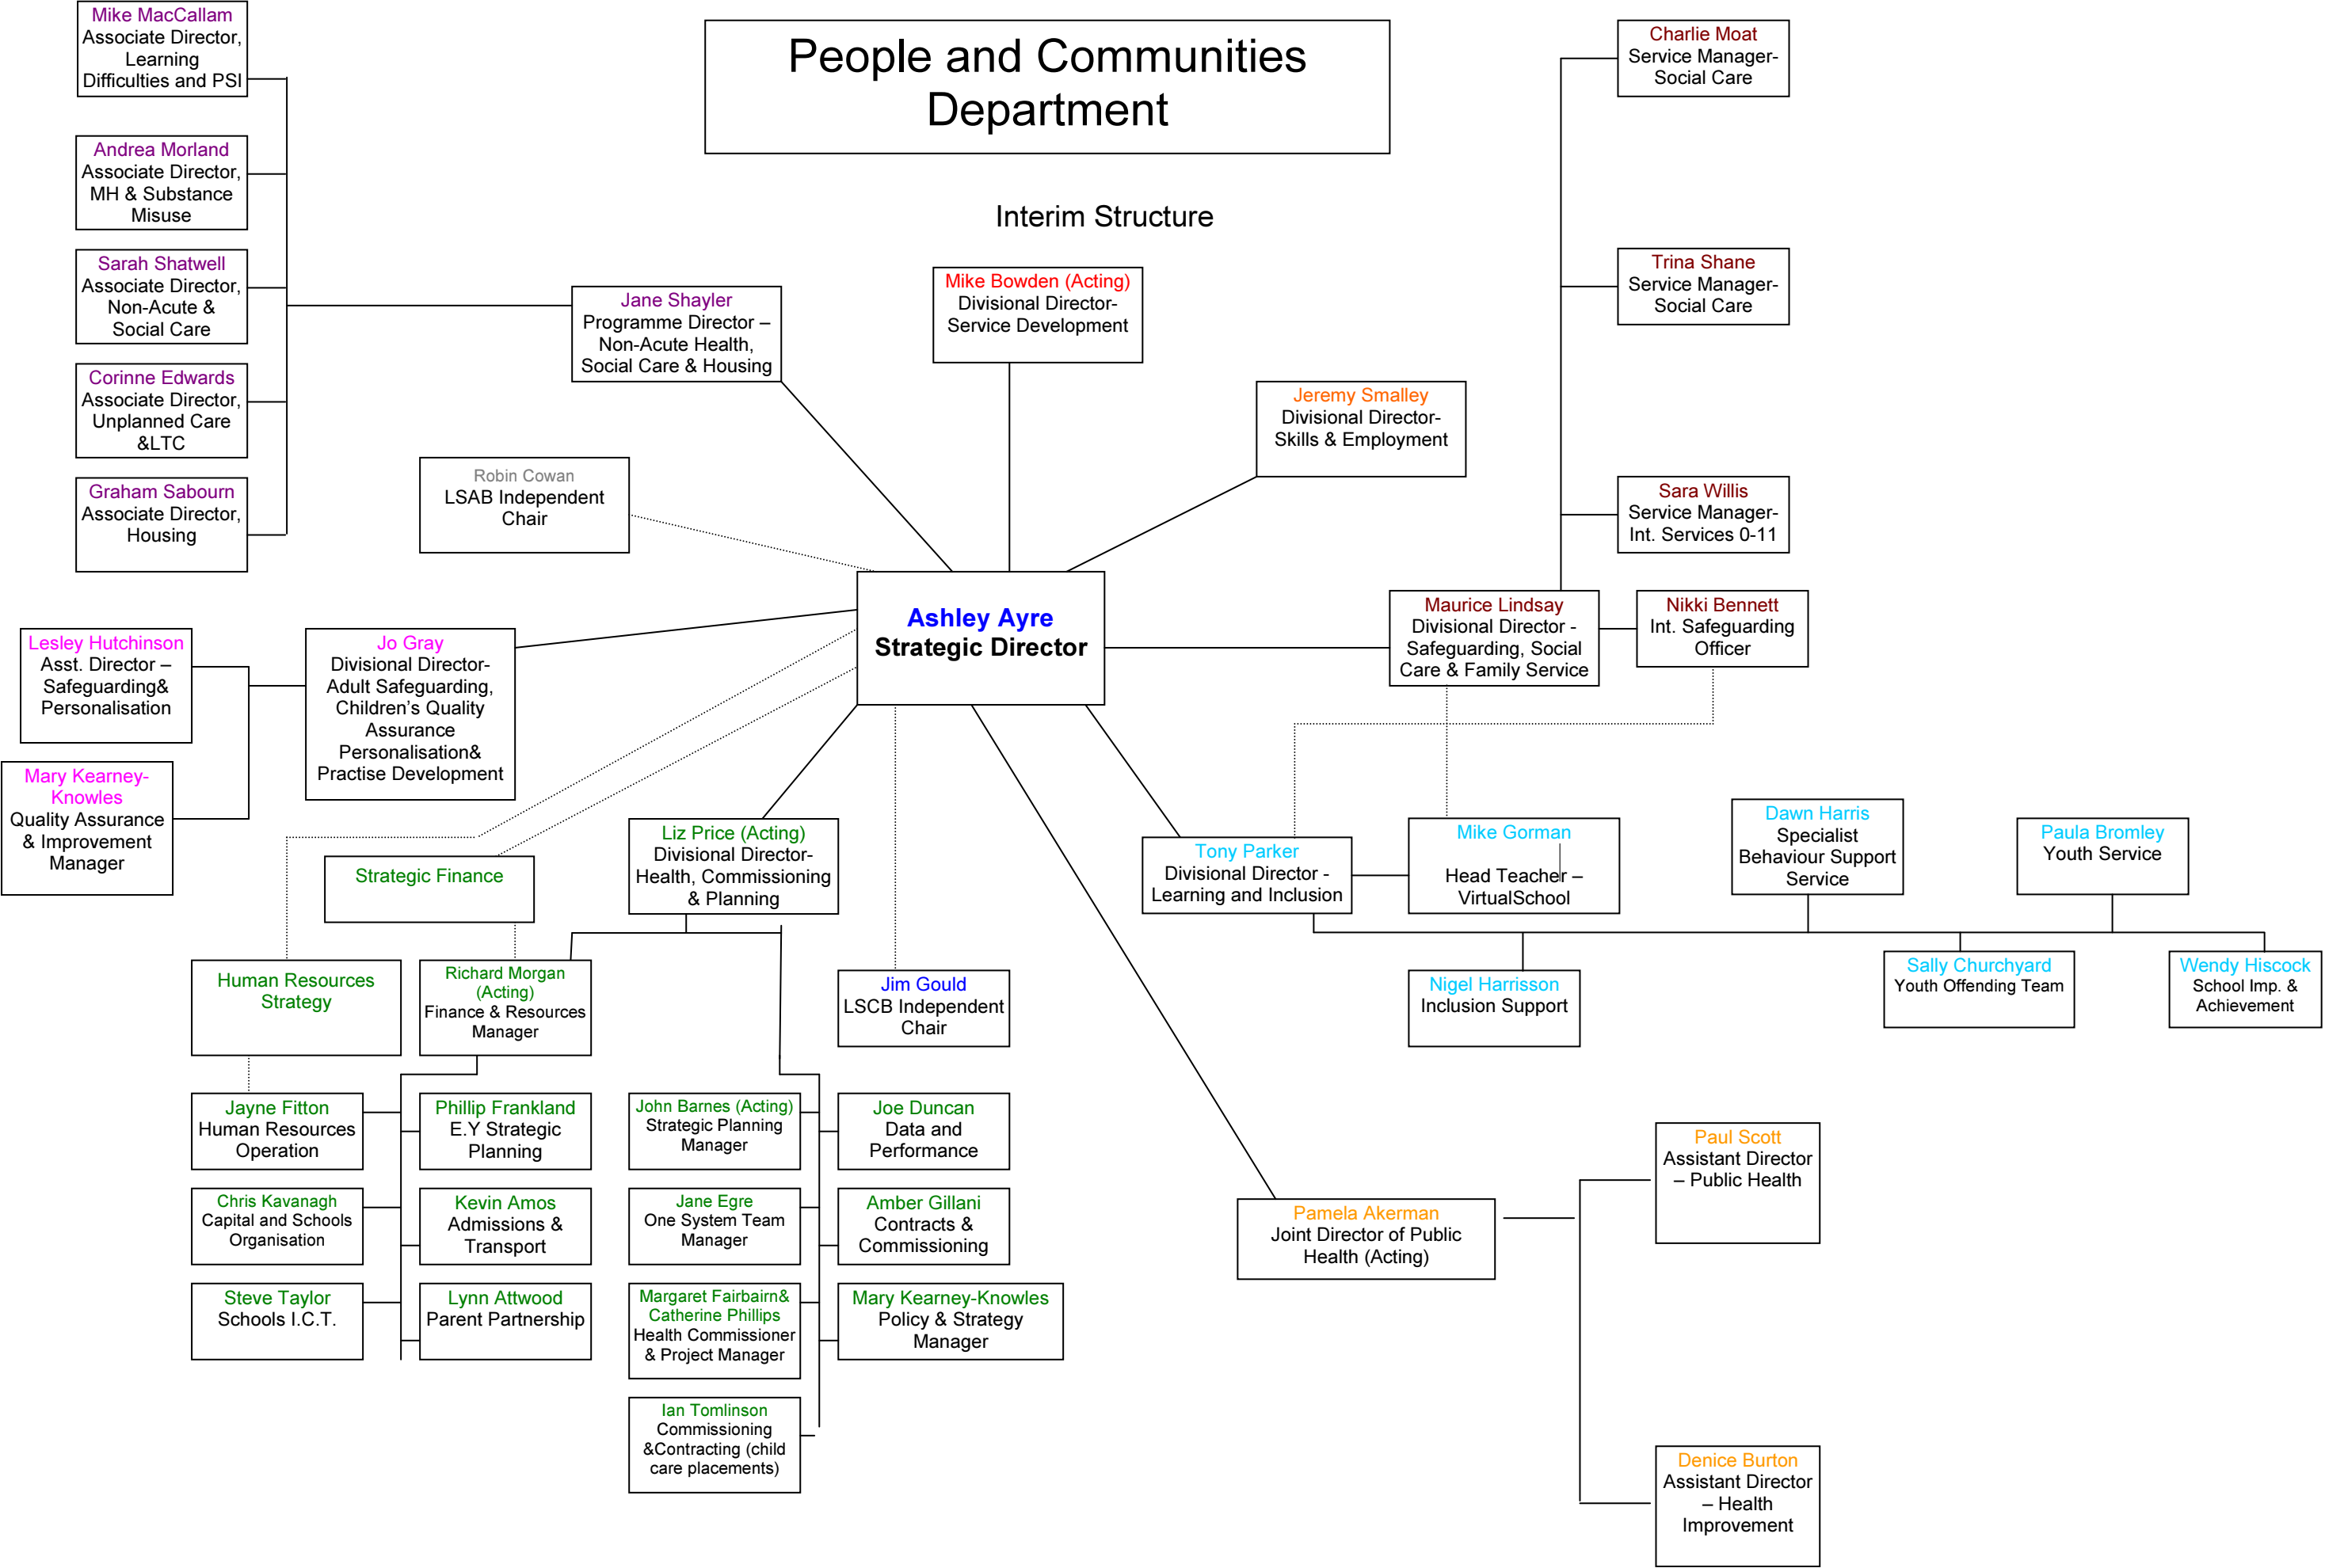 People and Communities
Department
Interim Structure
Mike MacCallam
Associate Director,
Learning
Difficulties and PSI
Andrea Morland
Associate Director,
MH & Substance
Misuse
Sarah Shatwell
Associate Director,
Non-Acute &
Social Care
Corinne Edwards
Associate Director,
Unplanned Care
&LTC
Graham Sabourn
Associate Director,
Housing
Jane Shayler
Programme Director –
Non-Acute Health,
Social Care & Housing
Mike Bowden (Acting)
Divisional Director-
Service Development
Jeremy Smalley
Divisional Director-
Skills & Employment
Robin Cowan
LSAB Independent
Chair
Charlie Moat
Service Manager-
Social Care
Trina Shane
Service Manager-
Social Care
Sara Willis
Service Manager-
Int. Services 0-11
Ashley Ayre
Strategic Director
Maurice Lindsay
Divisional Director -
Safeguarding, Social
Care & Family Service
Nikki Bennett
Int. Safeguarding
Officer
Lesley Hutchinson
Asst. Director –
Safeguarding&
Personalisation
Jo Gray
Divisional Director-
Adult Safeguarding,
Children’s Quality
Assurance
Personalisation&
Practise Development
Mary Kearney-
Knowles
Quality Assurance
& Improvement
Manager
Strategic Finance
Liz Price (Acting)
Divisional Director-
Health, Commissioning
& Planning
Tony Parker
Divisional Director -
Learning and Inclusion
Mike Gorman
Head Teacher –
VirtualSchool
Dawn Harris
Specialist
Behaviour Support
Service
Paula Bromley
Youth Service
Human Resources
Strategy
Richard Morgan
(Acting)
Finance & Resources
Manager
Jim Gould
LSCB Independent
Chair
Nigel Harrisson
Inclusion Support
Sally Churchyard
Youth Offending Team
Wendy Hiscock
School Imp. &
Achievement
Jayne Fitton
Human Resources
Operation
Phillip Frankland
E.Y Strategic
Planning
John Barnes (Acting)
Strategic Planning
Manager
Joe Duncan
Data and
Performance
Chris Kavanagh
Capital and Schools
Organisation
Kevin Amos
Admissions &
Transport
Jane Egre
One System Team
Manager
Amber Gillani
Contracts &
Commissioning
Steve Taylor
Schools I.C.T.
Lynn Attwood
Parent Partnership
Margaret Fairbairn&
Catherine Phillips
Health Commissioner
& Project Manager
Mary Kearney-Knowles
Policy & Strategy
Manager
Ian Tomlinson
Commissioning
&Contracting (child
care placements)
Pamela Akerman
Joint Director of Public
Health (Acting)
Paul Scott
Assistant Director
– Public Health
Denice Burton
Assistant Director
– Health
Improvement